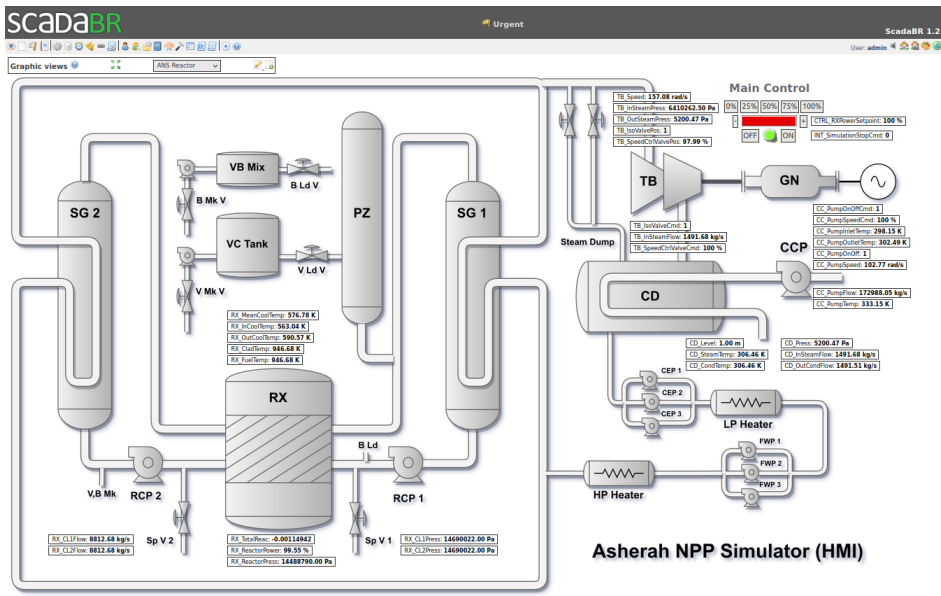 SCADABR
Urgent
ScadaBR 1.2
User: admin
Graphic views
ANS Reactor
Main Control
0% 25% 50% 75% 100%
- +
CTRL_RXPowerSetpoint: 100 %
OFF ON
INT_SimulationStopCmd: 0
TB_Speed: 157.08 rad/s
TB_InSteamPress: 6410262.50 Pa
TB_OutSteamPress: 5200.47 Pa
TB_IsoValvePos: 1
TB_SpeedCtrlValvePos: 97.99 %
VB Mix
B Ld V
B Mk V
SG 2
PZ
SG 1
TB
GN
VC Tank
V Ld V
V Mk V
Steam Dump
TB_IsoValveCmd: 1
TB_InSteamFlow: 1491.68 kg/s
TB_SpeedCtrlValveCmd: 100 %
CC_PumpOnOffCmd: 1
CC_PumpSpeedCmd: 100 %
CC_PumpInletTemp: 298.15 K
CC_PumpOutletTemp: 302.49 K
CC_PumpOnOff: 1
CC_PumpSpeed: 102.77 rad/s
CCP
CC_PumpFlow: 172988.05 kg/s
CC_PumpTemp: 333.15 K
CD
RX_MeanCoolTemp: 576.78 K
RX_InCoolTemp: 563.04 K
RX_OutCoolTemp: 590.57 K
RX_CladTemp: 946.68 K
RX_FuelTemp: 946.68 K
CD_Level: 1.00 m
CD_SteamTemp: 306.46 K
CD_CondTemp: 306.46 K
CD_Press: 5200.47 Pa
CD_InSteamFlow: 1491.68 kg/s
CD_OutCondFlow: 1491.51 kg/s
RX
CEP 1
CEP 2
CEP 3
LP Heater
B Ld
FWP 1
FWP 2
FWP 3
V,B Mk
RCP 2
RCP 1
HP Heater
Sp V 2
Sp V 1
RX_CL1Flow: 8812.68 kg/s
RX_CL2Flow: 8812.68 kg/s
RX_TotalReac: -0.00114942
RX_ReactorPower: 99.55 %
RX_ReactorPress: 14488790.00 Pa
RX_CL1Press: 14690022.00 Pa
RX_CL2Press: 14690022.00 Pa
Asherah NPP Simulator (HMI)